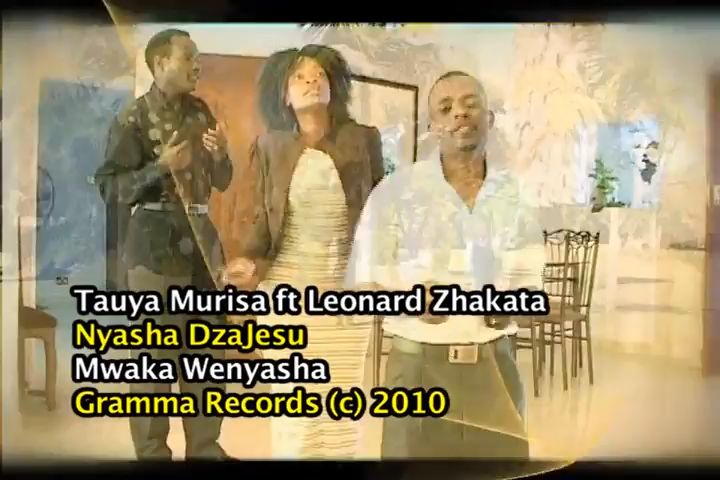 Tauya Murisa ft Leonard Zhakata
Nyasha DzaJesu
Mwaka Wenyasha
Gramma Records (c) 2010